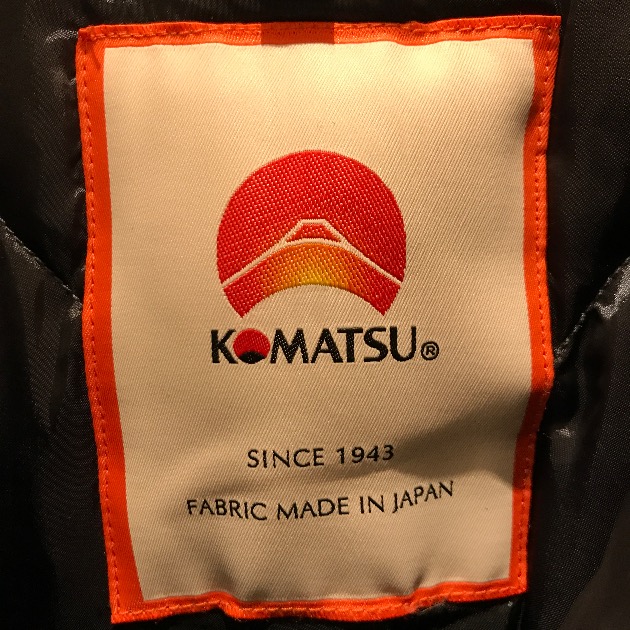 KOMATSU®
SINCE 1943
FABRIC MADE IN JAPAN